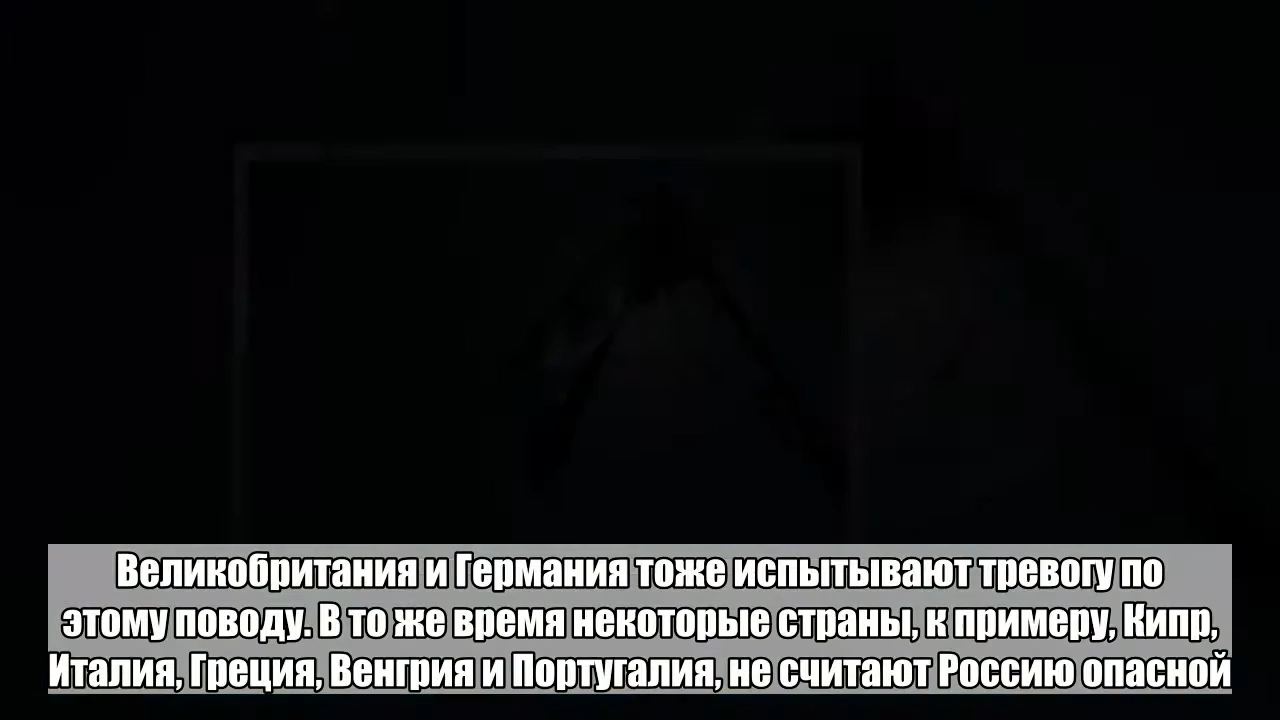 Великобритания и Германия тоже испытывают тревогу по
этому поводу. В то же время некоторые страны, к примеру, Кипр,
Италия, Греция, Венгрия и Португалия, не считают Россию опасной